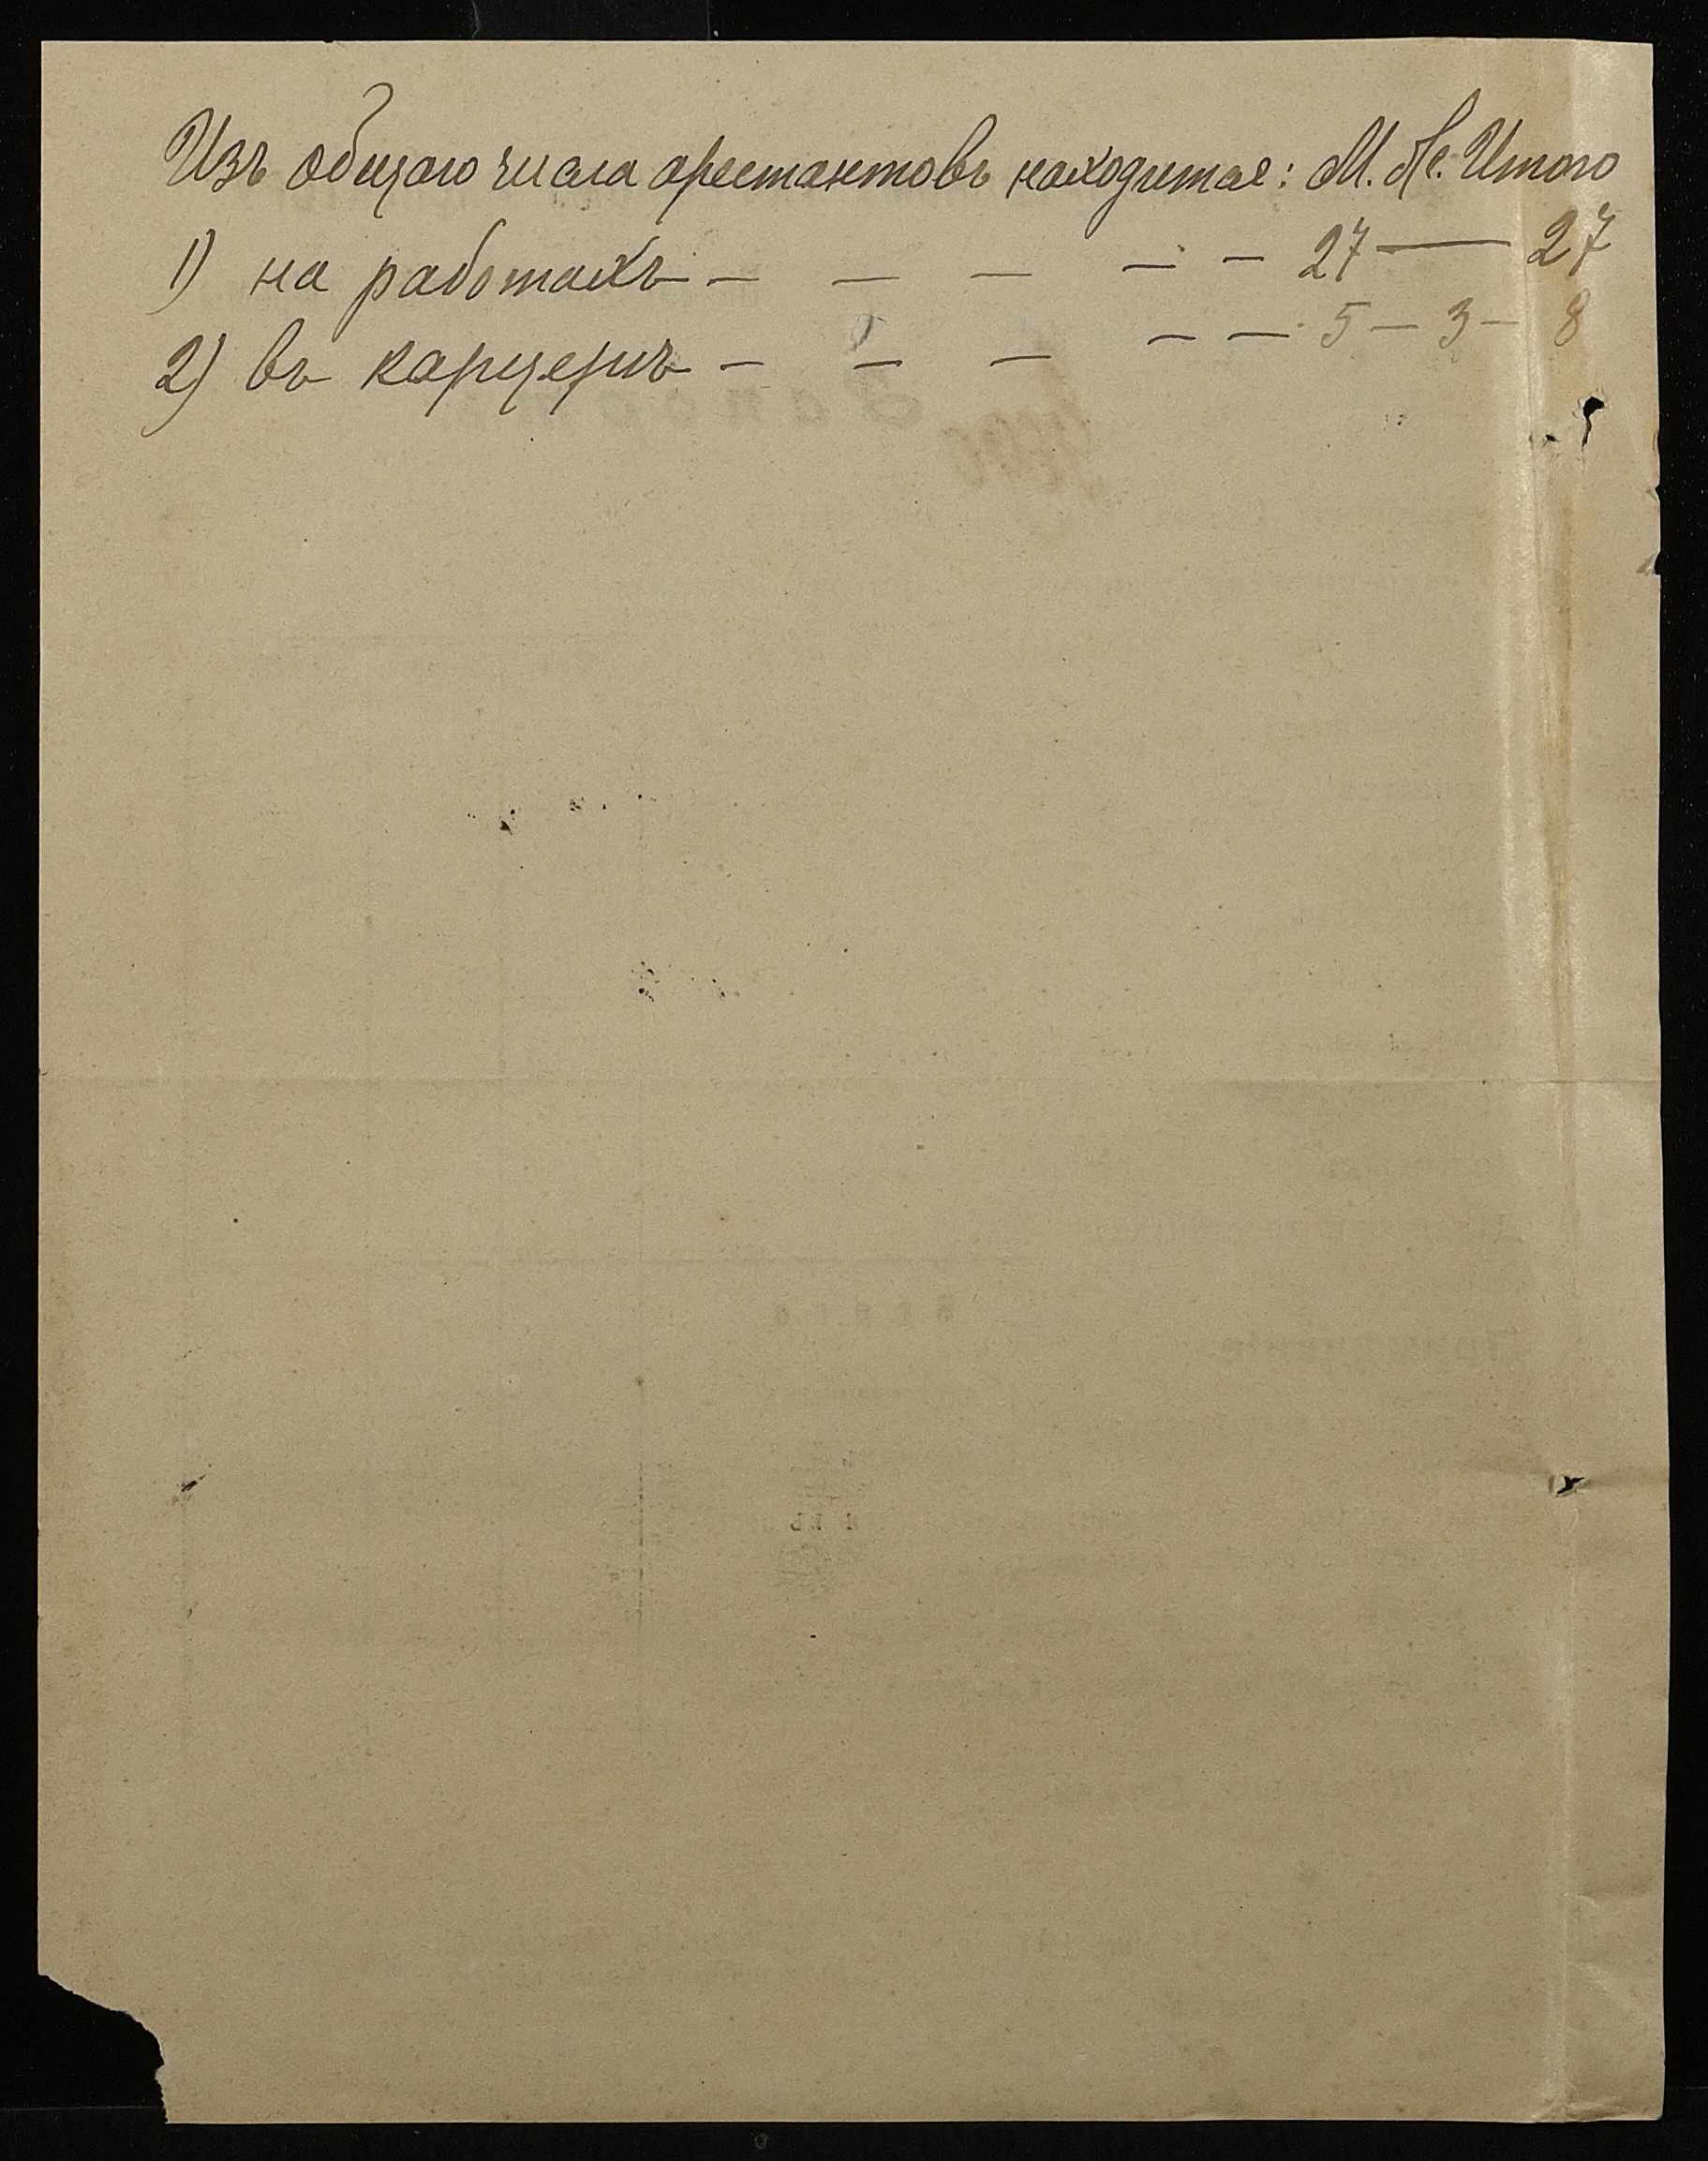 Изъ общаго числа арестантовъ находится: М. Ж. Итого
1) на работахъ — — — — — 27 — 27
2) въ карцерѣ — — — — — 5 — 3 — 8